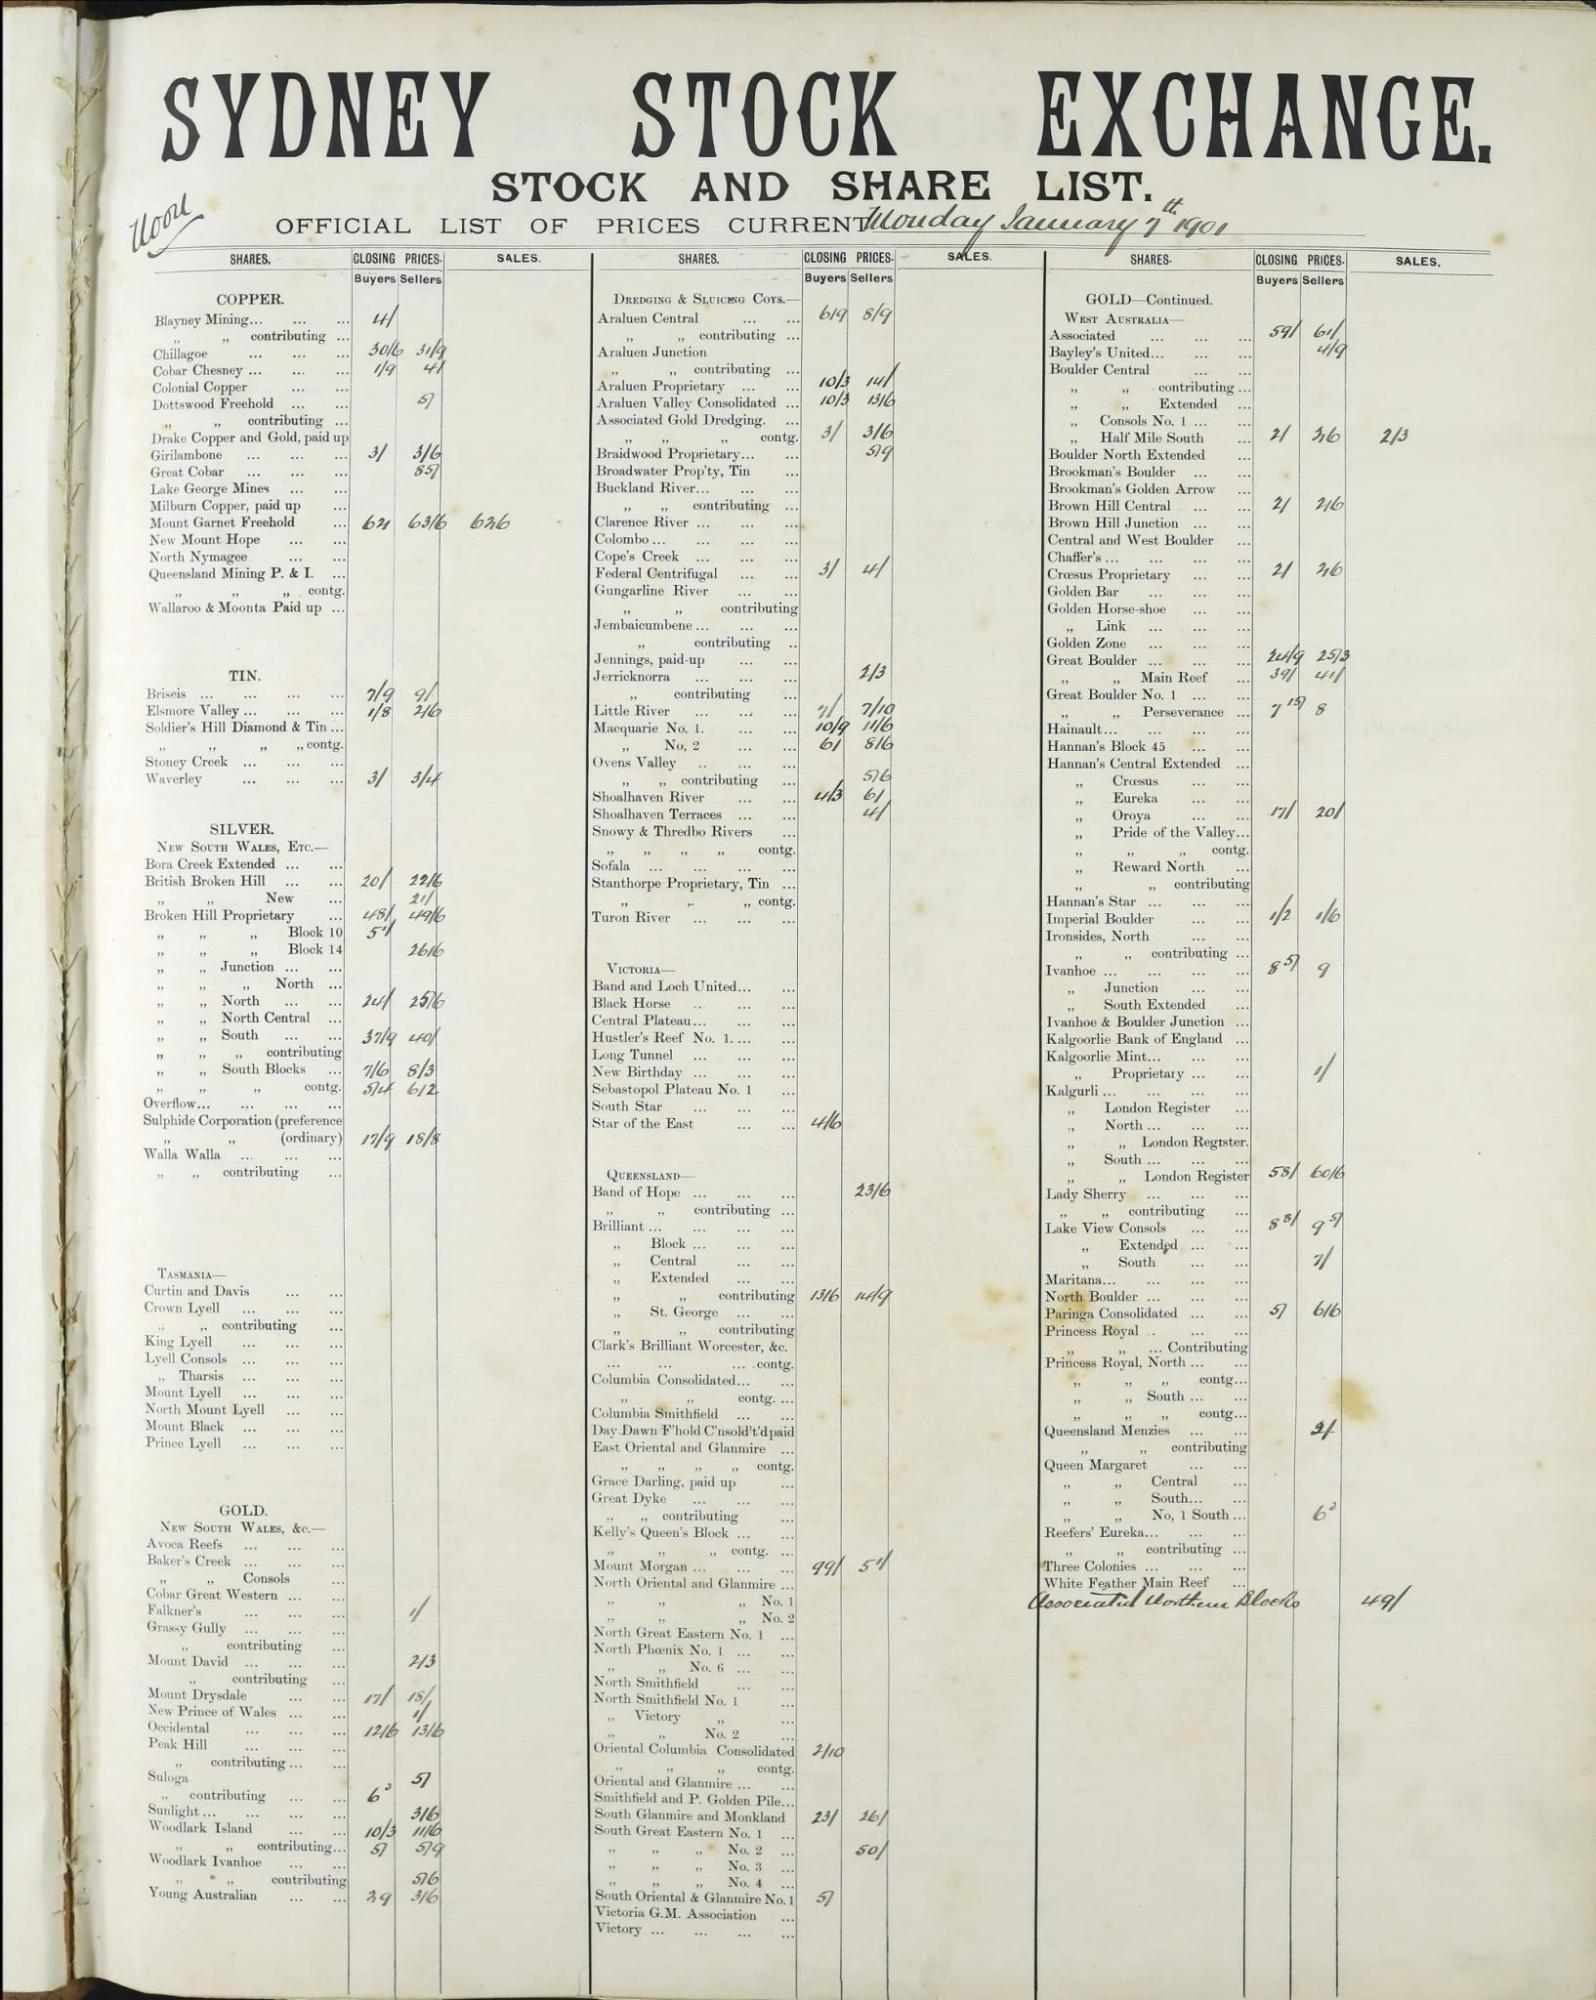 SYDNEY STOCK EXCHANGE.
STOCK AND SHARE LIST.
Noon
OFFICIAL LIST OF PRICES CURRENT Monday January 7th 1901
SHARES. CLOSING PRICES. SALES.
Buyers Sellers
COPPER.
Blayney Mining... ... ... 4/
„ „ contributing ...
Chillagoe ... ... ... 30/6 31/9
Cobar Chesney ... ... ... 1/9 4/
Colonial Copper ... ...
Dottswood Freehold ... ... 5/
„ „ contributing ...
Drake Copper and Gold, paid up
Girilambone ... ... ... 3/ 3/6
Great Cobar ... ... ... 85/
Lake George Mines ... ...
Milburn Copper, paid up ...
Mount Garnet Freehold ... 62/ 63/6 62/6
New Mount Hope ... ...
North Nymagee ... ...
Queensland Mining P. & I. ...
„ „ „ contg.
Wallaroo & Moonta Paid up ...
TIN.
Briseis ... ... ... ... 7/9 9/
Elsmore Valley ... ... ... 1/8 2/6
Soldier's Hill Diamond & Tin ...
„ „ „ „ contg.
Stoney Creek ... ... ...
Waverley ... ... ... 3/ 3/4
SILVER.
NEW SOUTH WALES, ETC.—
Bora Creek Extended ... ...
British Broken Hill ... ... 20/ 22/6
„ „ New ... 21/
Broken Hill Proprietary ... 48/ 49/6
„ „ „ Block 10 51/
„ „ „ Block 14 26/6
„ „ Junction ... ...
„ „ „ North ...
„ „ North ... ... 24/ 25/6
„ „ North Central ...
„ „ South ... ... 37/9 40/
„ „ „ contributing
„ „ South Blocks ... 7/6 8/3
„ „ „ contg. 5/4 6/2
Overflow... ... ... ...
Sulphide Corporation (preference
„ „ (ordinary) 17/9 18/8
Walla Walla ... ... ...
„ „ contributing ...
TASMANIA—
Curtin and Davis ... ...
Crown Lyell ... ... ...
„ „ contributing ...
King Lyell ... ... ...
Lyell Consols ... ... ...
„ Tharsis ... ... ...
Mount Lyell ... ... ...
North Mount Lyell ... ...
Mount Black ... ... ...
Prince Lyell ... ... ...
GOLD.
NEW SOUTH WALES, &c.—
Avoca Reefs ... ... ...
Baker's Creek ... ... ...
„ „ Consols ...
Cobar Great Western ... ...
Falkner's ... ... ... 1/
Grassy Gully ... ... ...
„ contributing ...
Mount David ... ... ... 2/3
„ contributing ...
Mount Drysdale ... ... 17/ 18/
New Prince of Wales ... ... 1/
Occidental ... ... ... 12/6 13/6
Peak Hill ... ... ...
„ contributing ... ...
Suloga 5/
„ contributing ... ... 6d
Sunlight ... ... ... ... 3/6
Woodlark Island ... ... 10/3 11/6
„ „ contributing... 5/ 5/9
Woodlark Ivanhoe ... ...
„ „ contributing 5/6
Young Australian ... ... 2/9 3/6
SHARES. CLOSING PRICES. SALES.
Buyers Sellers
DREDGING & SLUICING COYS.—
Araluen Central ... ... 6/9 8/9
„ „ contributing ...
Araluen Junction
„ „ contributing ...
Araluen Proprietary ... ... 10/3 14/
Araluen Valley Consolidated ... 10/3 13/6
Associated Gold Dredging. ...
„ „ „ contg. 3/ 3/6
Braidwood Proprietary... ... 5/9
Broadwater Prop'ty, Tin ...
Buckland River... ... ...
„ „ contributing ...
Clarence River ... ... ...
Colombo ... ... ... ...
Cope's Creek ... ... ...
Federal Centrifugal ... ... 3/ 4/
Gungarline River ... ...
„ „ contributing
Jembaicumbene ... ... ...
„ contributing ..
Jennings, paid-up ... ...
Jerricknorra ... ... ... 2/3
„ contributing ...
Little River ... ... ... 7/ 7/10
Macquarie No. 1. ... ... 10/9 11/6
„ No, 2 ... ... 6/ 8/6
Ovens Valley .. ... ...
„ „ contributing ... 5/6
Shoalhaven River ... ... 4/3 6/
Shoalhaven Terraces ... ... 4/
Snowy & Thredbo Rivers ...
„ „ „ „ contg.
Sofala ... ... ... ...
Stanthorpe Proprietary, Tin ...
„ „ „ contg.
Turon River ... ... ...
VICTORIA—
Band and Loch United... ...
Black Horse ... ... ...
Central Plateau... ... ...
Hustler's Reef No. 1. ... ...
Long Tunnel ... ... ...
New Birthday ... ... ...
Sebastopol Plateau No. 1 ...
South Star ... ... ...
Star of the East ... ... 4/6
QUEENSLAND—
Band of Hope ... ... ... 23/6
„ „ contributing ...
Brilliant ... ... ... ...
„ Block ... ... ...
„ Central ... ...
„ Extended ... ...
„ „ contributing 13/6 14/9
„ St. George ... ...
„ „ contributing
Clark's Brilliant Worcester, &c.
... ... ... contg.
Columbia Consolidated... ...
„ „ contg. ...
Columbia Smithfield ... ...
Day Dawn F'hold C'nsold't'd paid
East Oriental and Glanmire ...
„ „ „ „ contg.
Grace Darling, paid up ...
Great Dyke ... ... ...
„ „ contributing ...
Kelly's Queen's Block ... ...
„ „ „ contg. ...
Mount Morgan ... ... ... 99/ 5 1/
North Oriental and Glanmire ...
„ „ „ No. 1
„ „ „ No. 2
North Great Eastern No. 1 ...
North Phœnix No. 1 ... ...
„ „ No. 6 ... ...
North Smithfield ... ...
North Smithfield No. 1 ...
„ Victory „ ...
„ „ No. 2 ...
Oriental Columbia Consolidated 2/10
„ „ „ contg.
Oriental and Glanmire ... ...
Smithfield and P. Golden Pile...
South Glanmire and Monkland 23/ 26/
South Great Eastern No. 1 ...
„ „ „ No. 2 ... 50/
„ „ „ No. 3 ...
„ „ „ No. 4 ...
South Oriental & Glanmire No. 1 5/
Victoria G.M. Association ...
Victory ... ... ... ...
SHARES. CLOSING PRICES. SALES.
Buyers Sellers
GOLD—Continued.
WEST AUSTRALIA—
Associated ... ... ... 59/ 61/
Bayley's United... ... ... 4/9
Boulder Central ... ...
„ „ contributing ...
„ „ Extended ...
„ Consols No. 1 ... ...
„ Half Mile South ... 2/ 2/6 2/3
Boulder North Extended ...
Brookman's Boulder ... ...
Brookman's Golden Arrow ...
Brown Hill Central ... ... 2/ 2/6
Brown Hill Junction ... ...
Central and West Boulder ...
Chaffer's ... ... ... ...
Crœsus Proprietary ... ... 2/ 2/6
Golden Bar ... ... ...
Golden Horse-shoe ... ...
„ Link ... ... ...
Golden Zone ... ... ...
Great Boulder ... ... ... 24/9 25/3
„ „ Main Reef ... 39/ 41/
Great Boulder No. 1 ... ...
„ „ Perseverance ... 7 15/ 8
Hainault... ... ... ...
Hannan's Block 45 ... ...
Hannan's Central Extended ...
„ Crœsus ... ...
„ Eureka ... ...
„ Oroya ... ... 17/ 20/
„ Pride of the Valley...
„ „ „ contg.
„ Reward North ...
„ „ contributing
Hannan's Star ... ... ...
Imperial Boulder ... ... 1/2 1/6
Ironsides, North ... ...
„ contributing ...
Ivanhoe ... ... ... ... 8 5/ 9
„ Junction ... ...
„ South Extended ...
Ivanhoe & Boulder Junction ...
Kalgoorlie Bank of England ...
Kalgoorlie Mint... ... ...
„ Proprietary ... ... 1/
Kalgurli ... ... ... ...
„ London Register ...
„ North ... ... ...
„ „ London Register.
„ South ... ... ...
„ „ London Register 58/ 60/6
Lady Sherry ... ... ...
„ „ contributing ...
Lake View Consols ... ... 8 8/ 9 5/
„ Extended ... ...
„ South ... ... 7/
Maritana... ... ... ...
North Boulder ... ... ...
Paringa Consolidated ... ... 5/ 6/6
Princess Royal .. ... ...
„ „ ... Contributing
Princess Royal, North ... ...
„ „ „ contg...
„ „ South ... ...
„ „ „ contg...
Queensland Menzies ... ... 2/
„ „ contributing
Queen Margaret ... ...
„ „ Central ...
„ „ South... ...
„ „ No, 1 South ... 6d
Reefers' Eureka... ... ...
„ „ contributing ...
Three Colonies ... ... ...
White Feather Main Reef ...
Associated Northern Blocks 49/